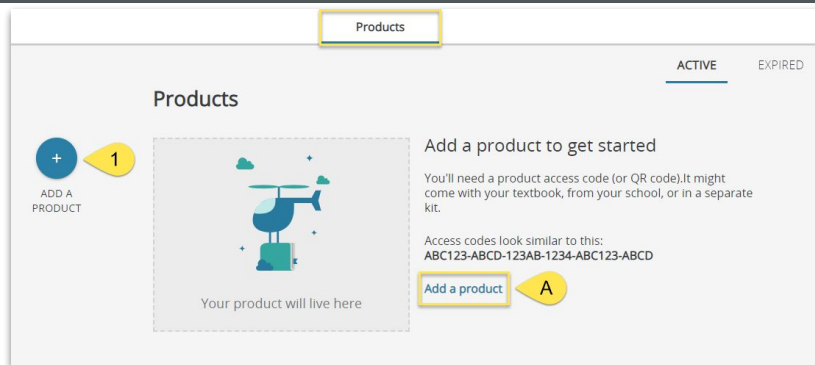 Products
ACTIVE EXPIRED
Products
+ 1
ADD A
PRODUCT
Your product will live here
Add a product to get started
You'll need a product access code (or QR code).It might
come with your textbook, from your school, or in a separate
kit.
Access codes look similar to this:
ABC123-ABCD-123AB-1234-ABC123-ABCD
Add a product A